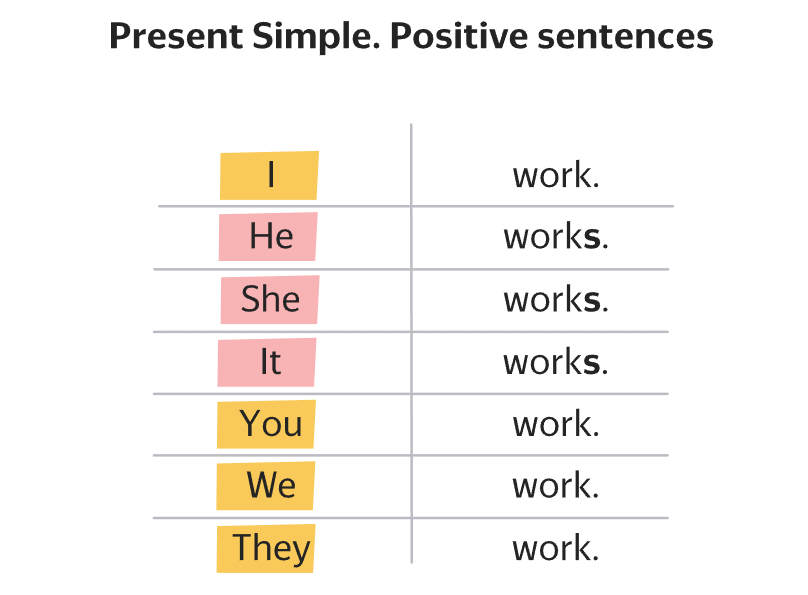 Present Simple. Positive sentences
I work.
He works.
She works.
It works.
You work.
We work.
They work.